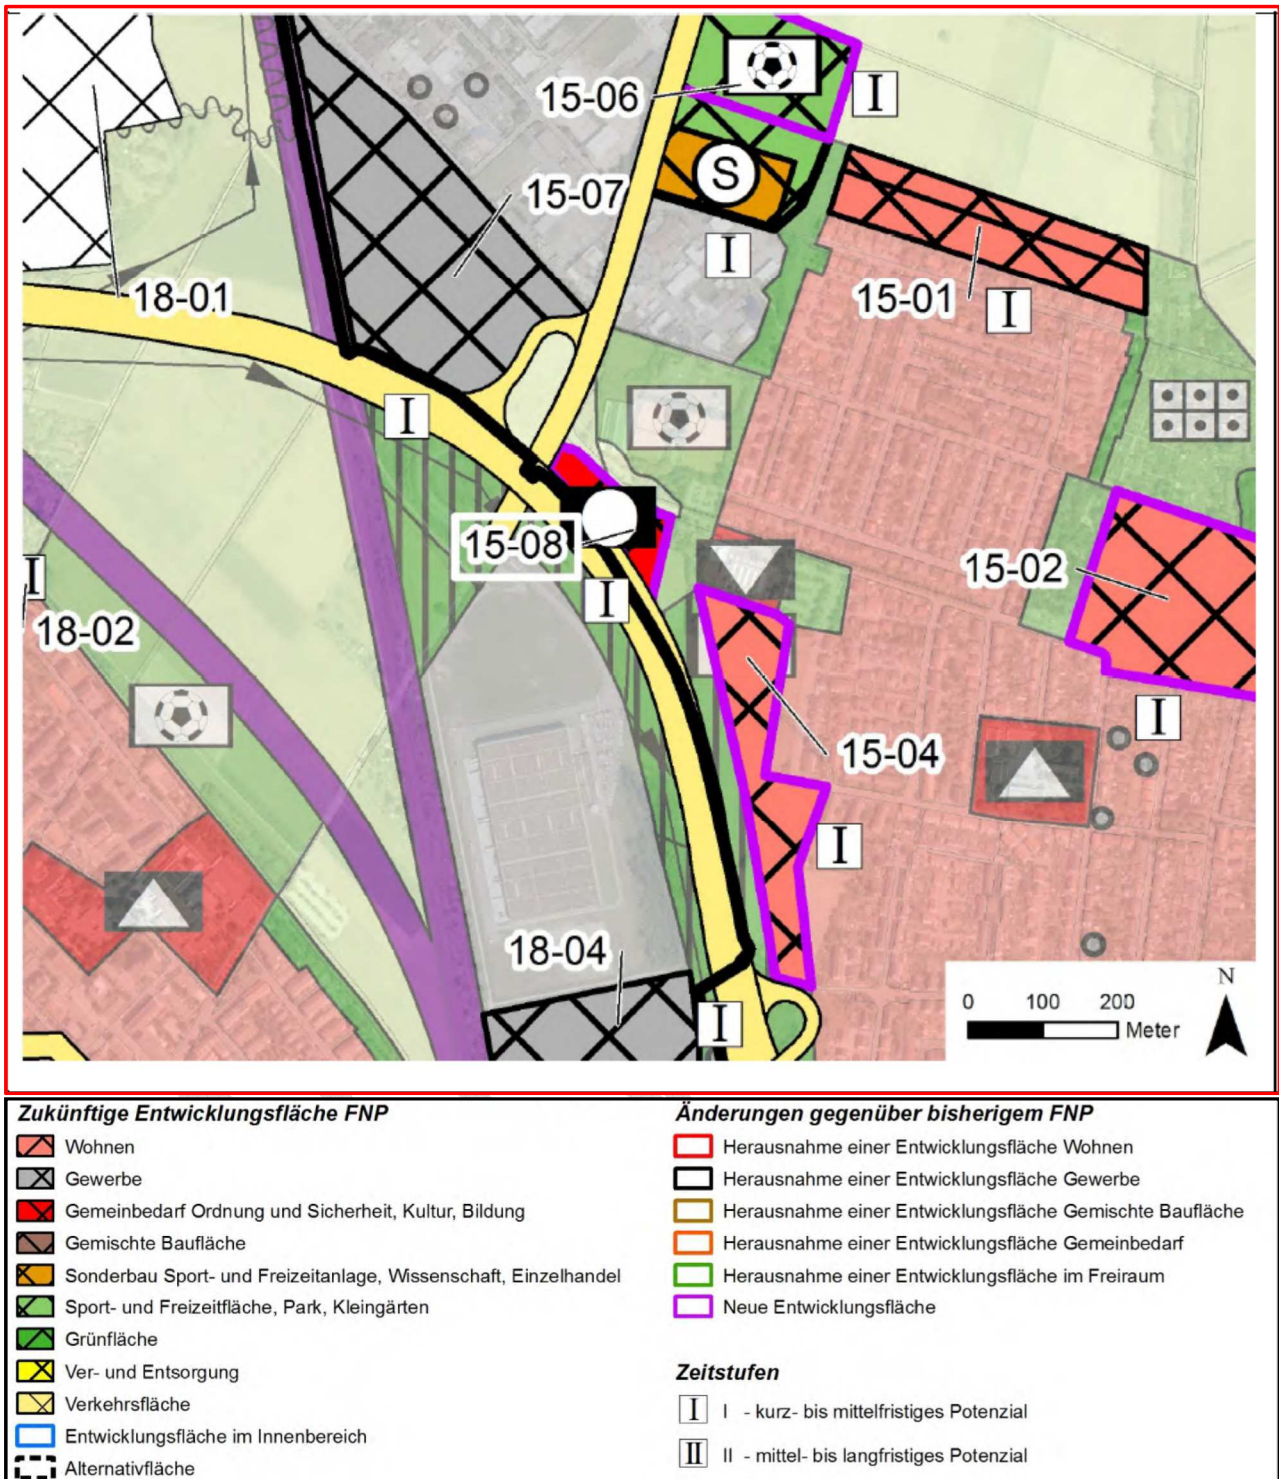 15-06
I
15-07
S
I
15-01
I
18-01
I
15-08
I
15-02
I
18-02
I
15-04
I
18-04
I
N
0 100 200
Meter
Zukünftige Entwicklungsfläche FNP
Wohnen
Gewerbe
Gemeinbedarf Ordnung und Sicherheit, Kultur, Bildung
Gemischte Baufläche
Sonderbau Sport- und Freizeitanlage, Wissenschaft, Einzelhandel
Sport- und Freizeitfläche, Park, Kleingärten
Grünfläche
Ver- und Entsorgung
Verkehrsfläche
Entwicklungsfläche im Innenbereich
Alternativfläche
Änderungen gegenüber bisherigem FNP
Herausnahme einer Entwicklungsfläche Wohnen
Herausnahme einer Entwicklungsfläche Gewerbe
Herausnahme einer Entwicklungsfläche Gemischte Baufläche
Herausnahme einer Entwicklungsfläche Gemeinbedarf
Herausnahme einer Entwicklungsfläche im Freiraum
Neue Entwicklungsfläche
Zeitstufen
I I - kurz- bis mittelfristiges Potenzial
II II - mittel- bis langfristiges Potenzial